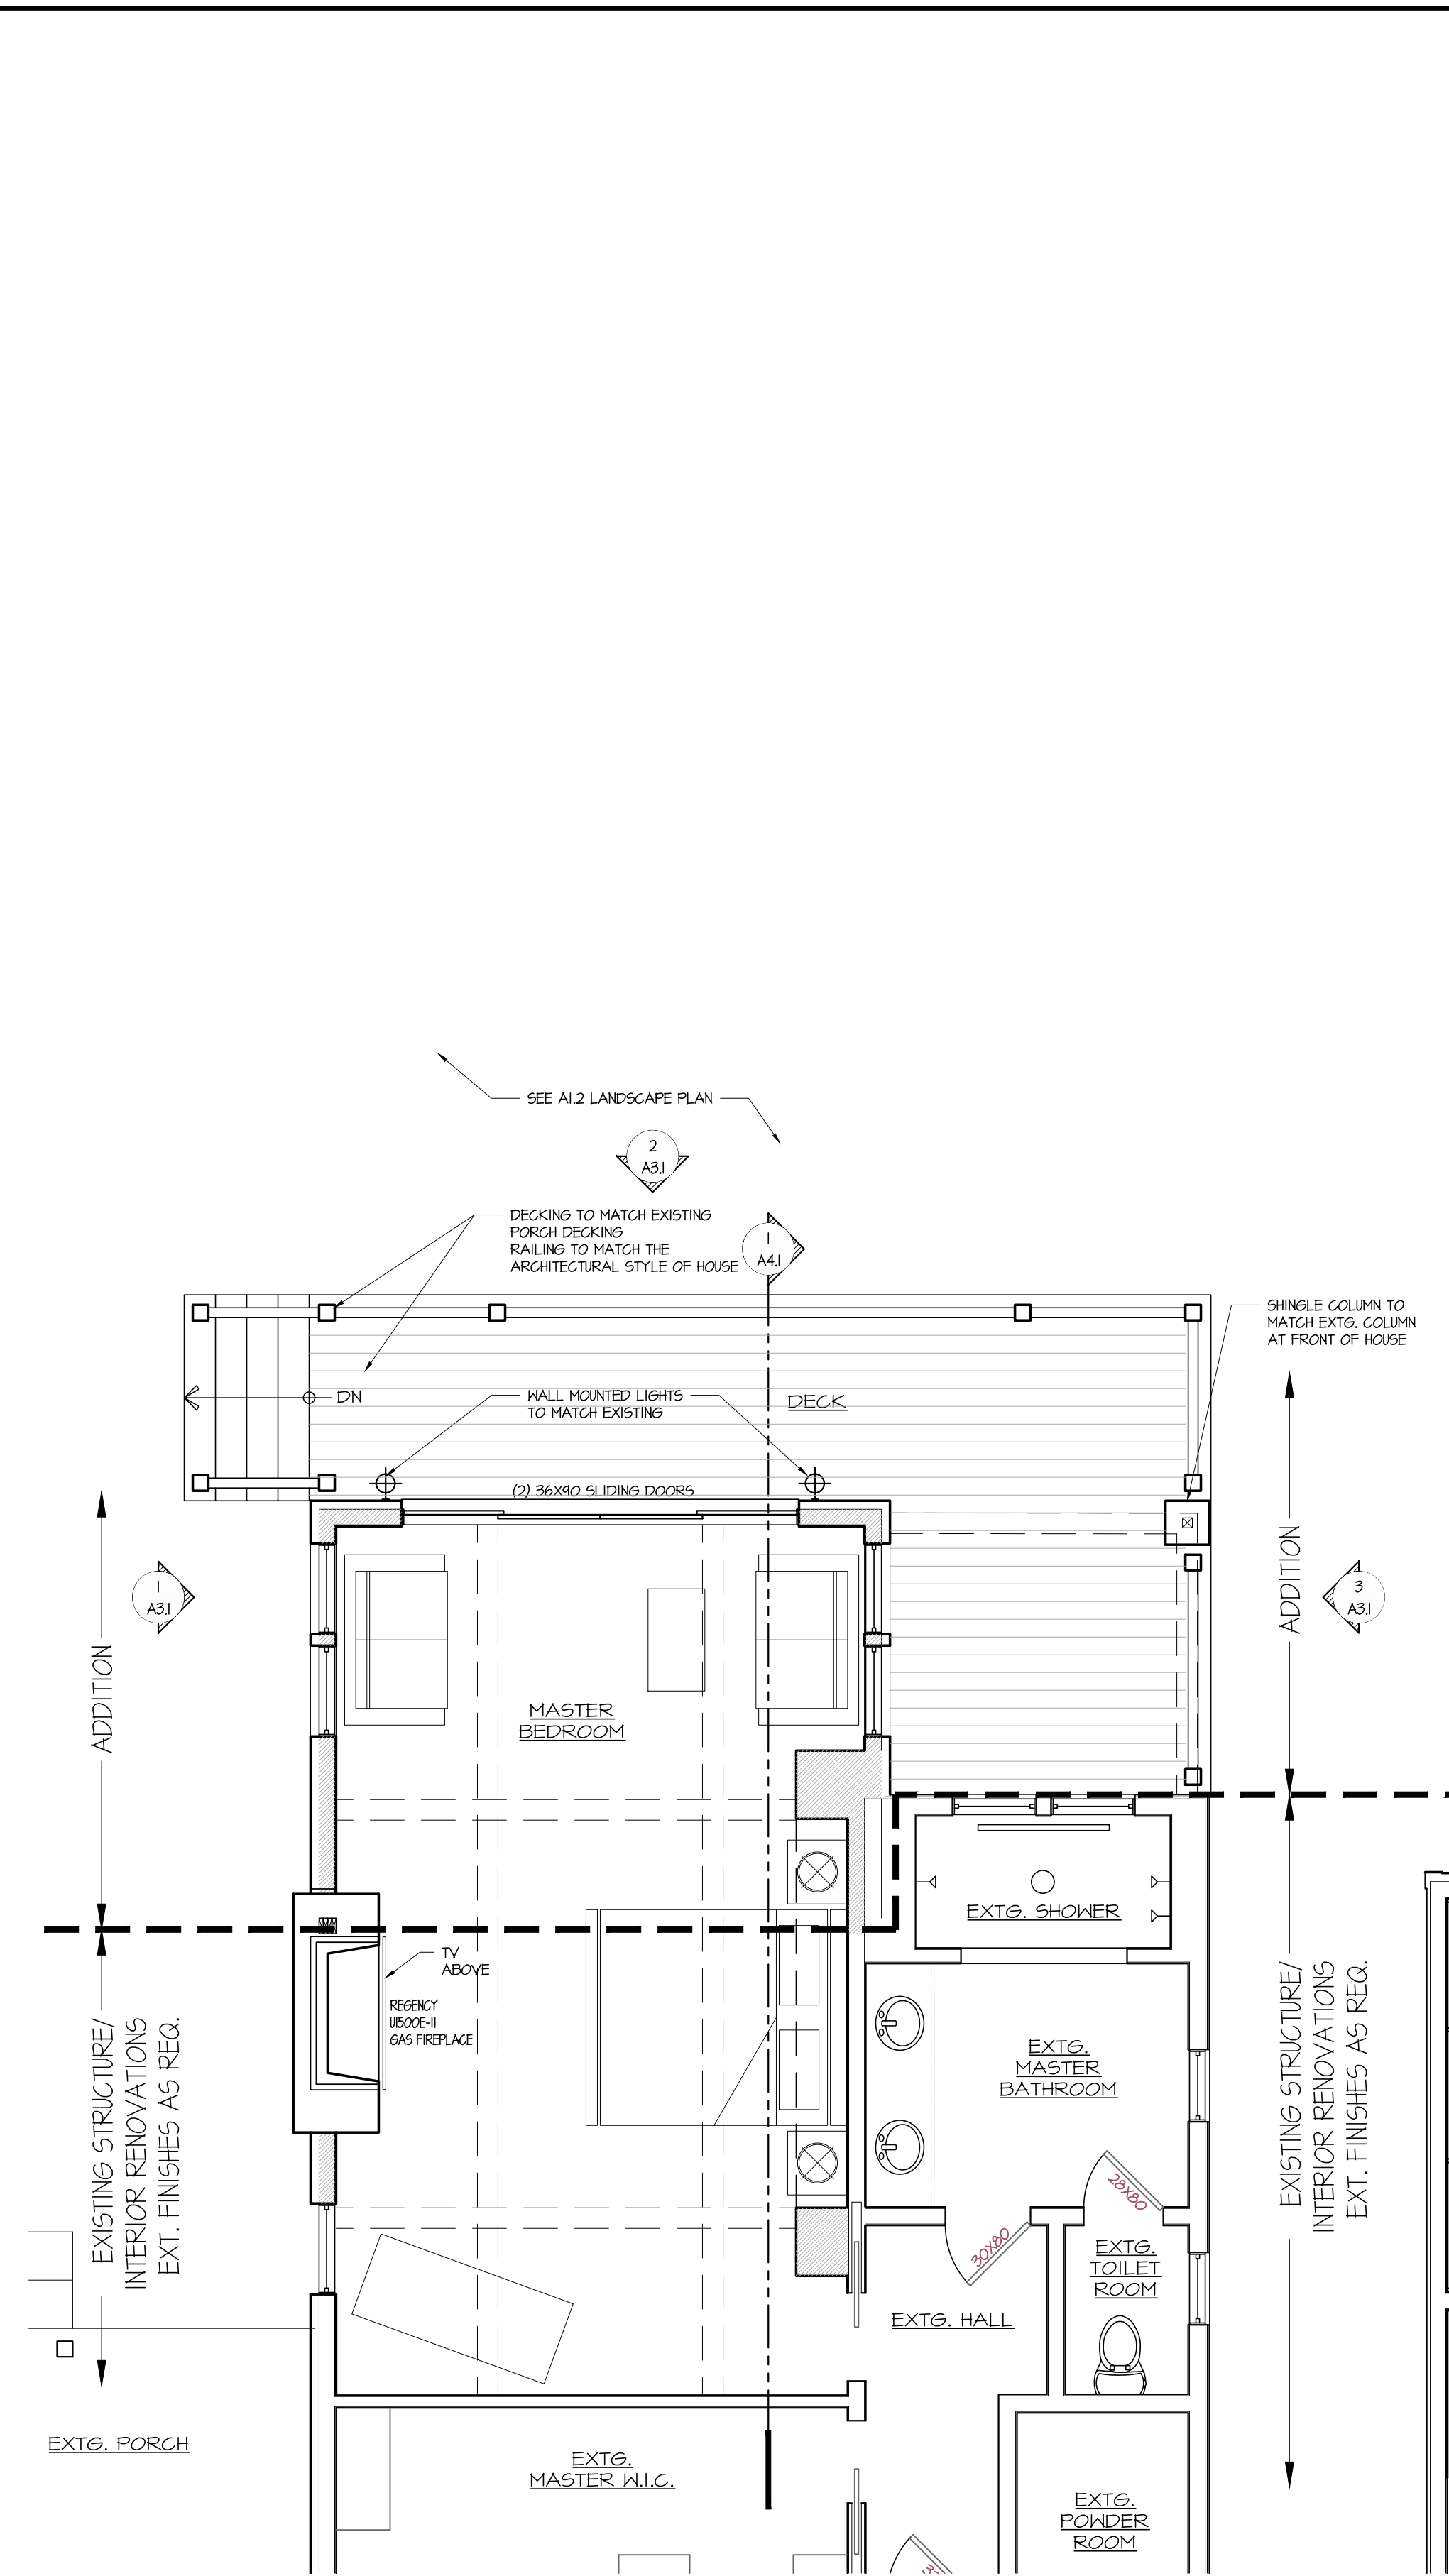 SEE A1.2 LANDSCAPE PLAN
2
A3.1
DECKING TO MATCH EXISTING
PORCH DECKING
RAILING TO MATCH THE
ARCHITECTURAL STYLE OF HOUSE
1
A4.1
SHINGLE COLUMN TO
MATCH EXTG. COLUMN
AT FRONT OF HOUSE
DN
WALL MOUNTED LIGHTS
TO MATCH EXISTING
DECK
(2) 36X90 SLIDING DOORS
ADDITION
1
A3.1
ADDITION
3
A3.1
MASTER
BEDROOM
EXTG. SHOWER
TV
ABOVE
REGENCY
U1500E-11
GAS FIREPLACE
EXISTING STRUCTURE/
INTERIOR RENOVATIONS
EXT. FINISHES AS REQ.
EXTG.
MASTER
BATHROOM
EXISTING STRUCTURE/
INTERIOR RENOVATIONS
EXT. FINISHES AS REQ.
28X80
30X80
EXTG.
TOILET
ROOM
EXTG. HALL
EXTG. PORCH
EXTG.
MASTER W.I.C.
EXTG.
POWDER
ROOM